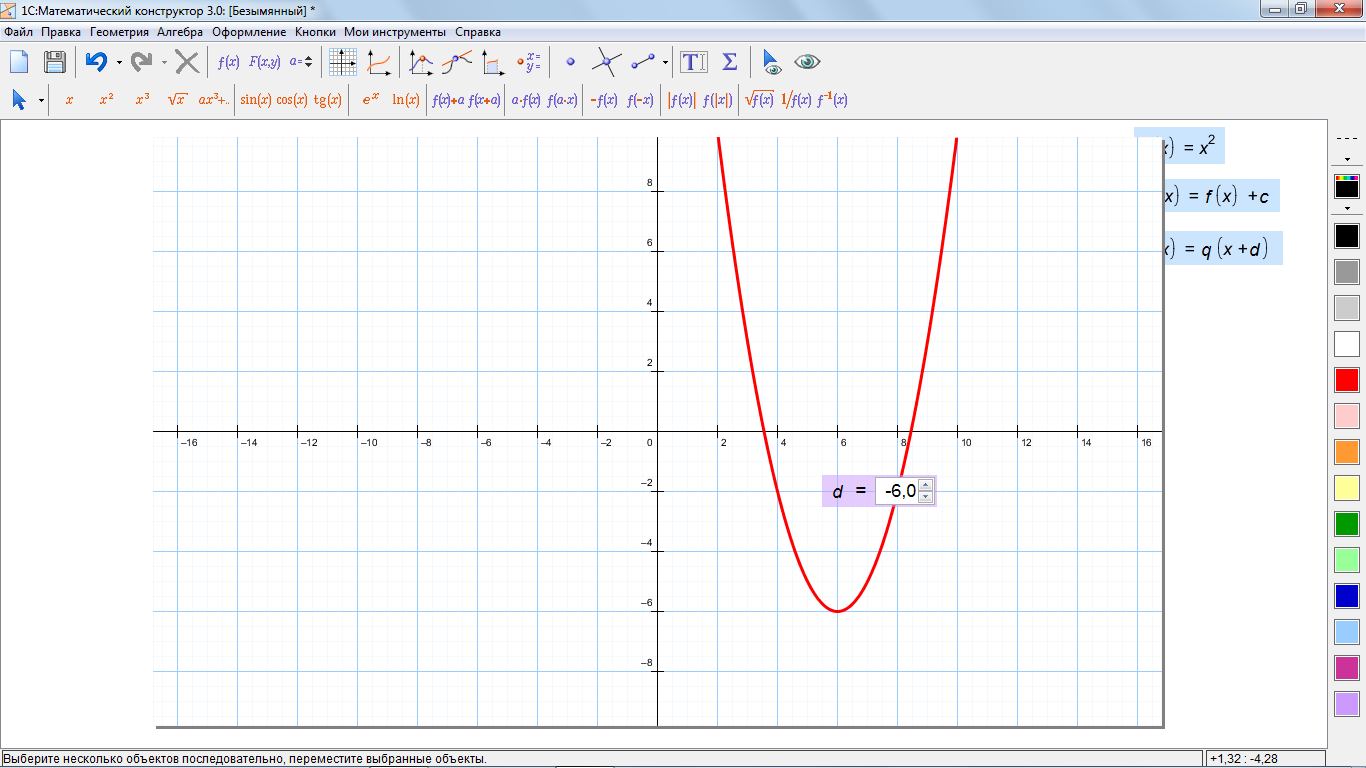 1С:Математический конструктор 3.0: [Безымянный] *
Файл Правка Геометрия Алгебра Оформление Кнопки Мои инструменты Справка
f(x) F(x,y) a= x= y= T Σ
x x² x³ √x ax³+.. sin(x) cos(x) tg(x) eˣ ln(x) f(x)+a f(x+a) a·f(x) f(a·x) -f(x) f(-x) |f(x)| f(|x|) √f(x) 1/f(x) f⁻¹(x)
x) = x²
x) = f(x) +c
x) = q(x+d)
8
6
4
2
–16 –14 –12 –10 –8 –6 –4 –2 0 2 4 6 8 10 12 14 16
–2
d = -6,0
–4
–6
–8
Выберите несколько объектов последовательно, переместите выбранные объекты.
+1,32 : -4,28